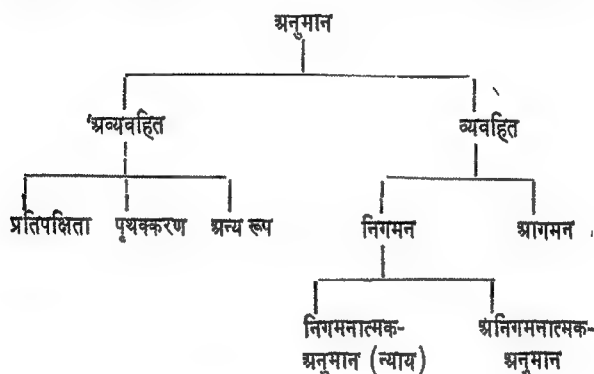 अनुमान
अव्यवहित व्यवहित
प्रतिपक्षिता पृथक्करण अन्य रूप निगमन आगमन
निगमनात्मक- अनिगमनात्मक-
अनुमान (न्याय) अनुमान